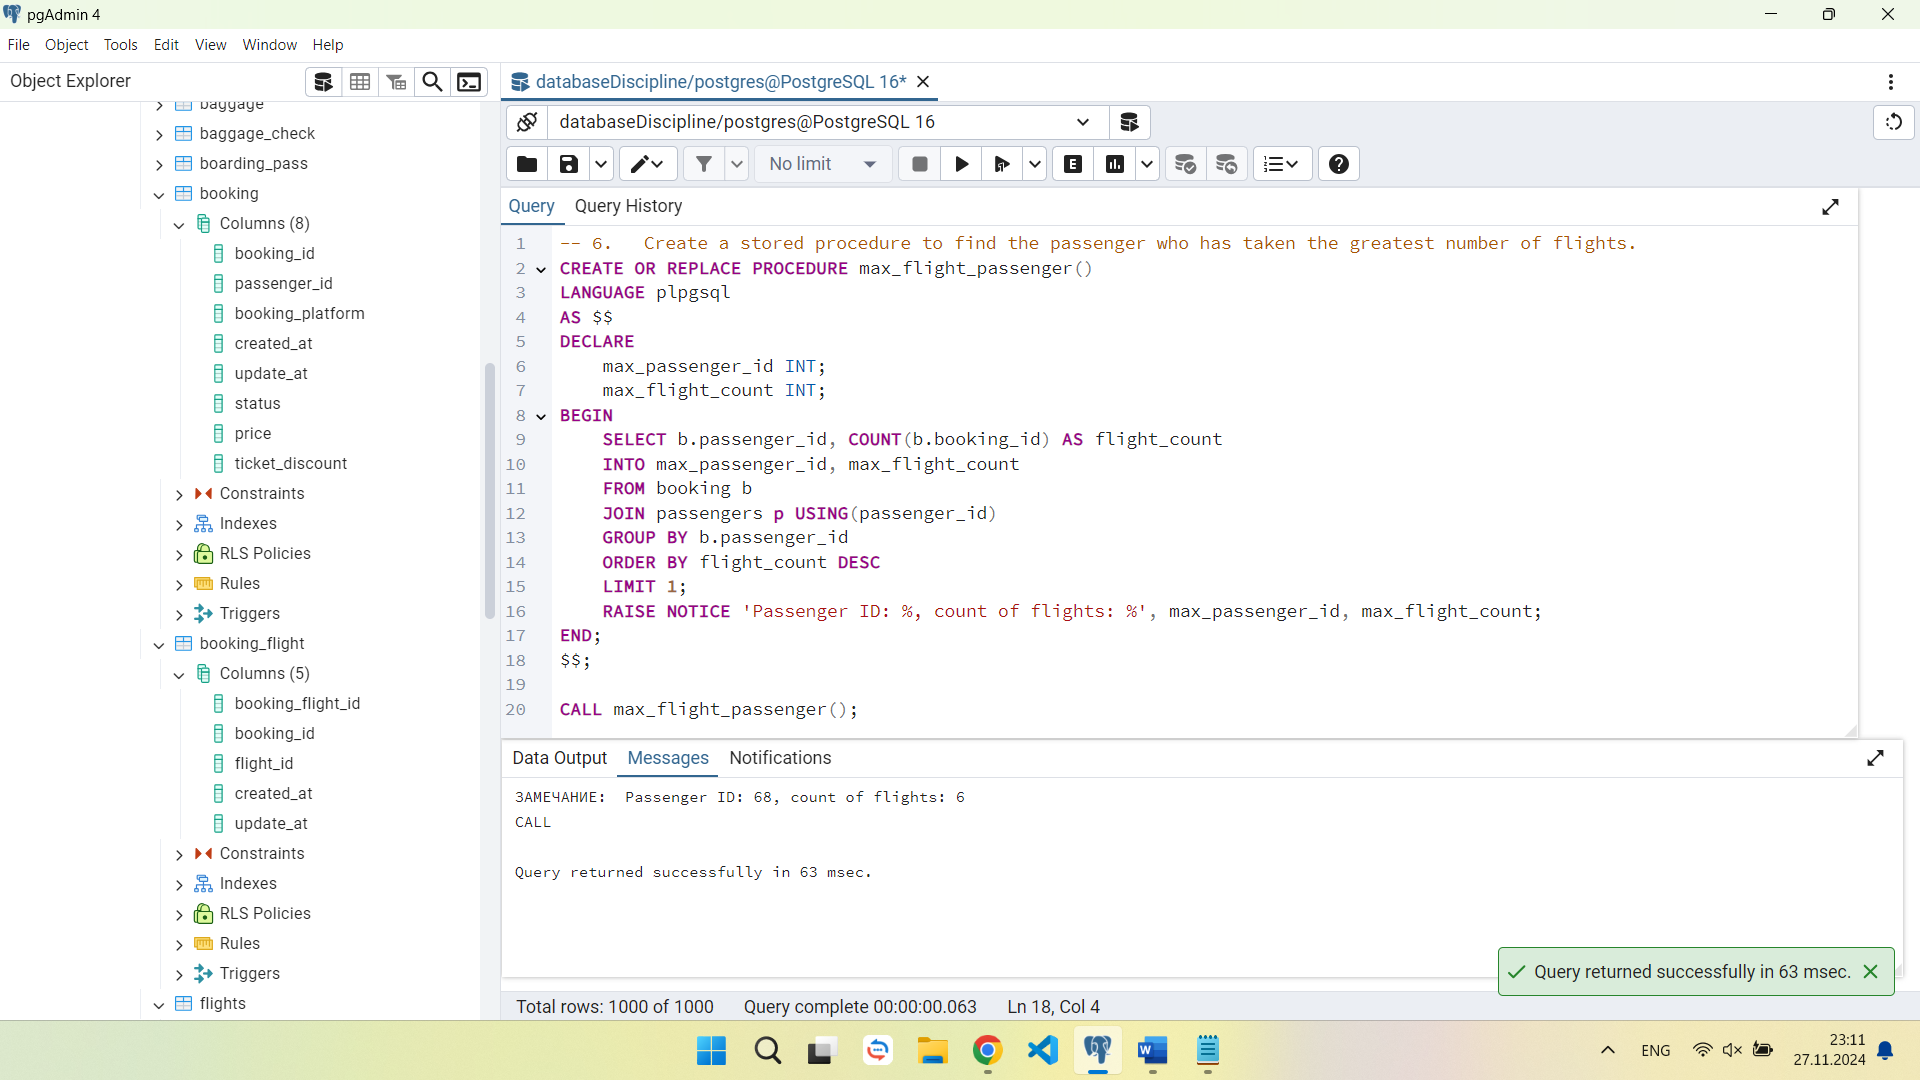 pgAdmin 4
File Object Tools Edit View Window Help
Object Explorer
databaseDiscipline/postgres@PostgreSQL 16*
baggage
baggage_check
boarding_pass
booking
Columns (8)
booking_id
passenger_id
booking_platform
created_at
update_at
status
price
ticket_discount
Constraints
Indexes
RLS Policies
Rules
Triggers
booking_flight
Columns (5)
booking_flight_id
booking_id
flight_id
created_at
update_at
Constraints
Indexes
RLS Policies
Rules
Triggers
flights
databaseDiscipline/postgres@PostgreSQL 16
No limit
E
Query Query History
1 -- 6. Create a stored procedure to find the passenger who has taken the greatest number of flights.
2 CREATE OR REPLACE PROCEDURE max_flight_passenger()
3 LANGUAGE plpgsql
4 AS $$
5 DECLARE
6 max_passenger_id INT;
7 max_flight_count INT;
8 BEGIN
9 SELECT b.passenger_id, COUNT(b.booking_id) AS flight_count
10 INTO max_passenger_id, max_flight_count
11 FROM booking b
12 JOIN passengers p USING(passenger_id)
13 GROUP BY b.passenger_id
14 ORDER BY flight_count DESC
15 LIMIT 1;
16 RAISE NOTICE 'Passenger ID: %, count of flights: %', max_passenger_id, max_flight_count;
17 END;
18 $$;
19
20 CALL max_flight_passenger();
Data Output Messages Notifications
ЗАМЕЧАНИЕ: Passenger ID: 68, count of flights: 6
CALL
Query returned successfully in 63 msec.
Query returned successfully in 63 msec.
Total rows: 1000 of 1000 Query complete 00:00:00.063 Ln 18, Col 4
ENG
23:11
27.11.2024